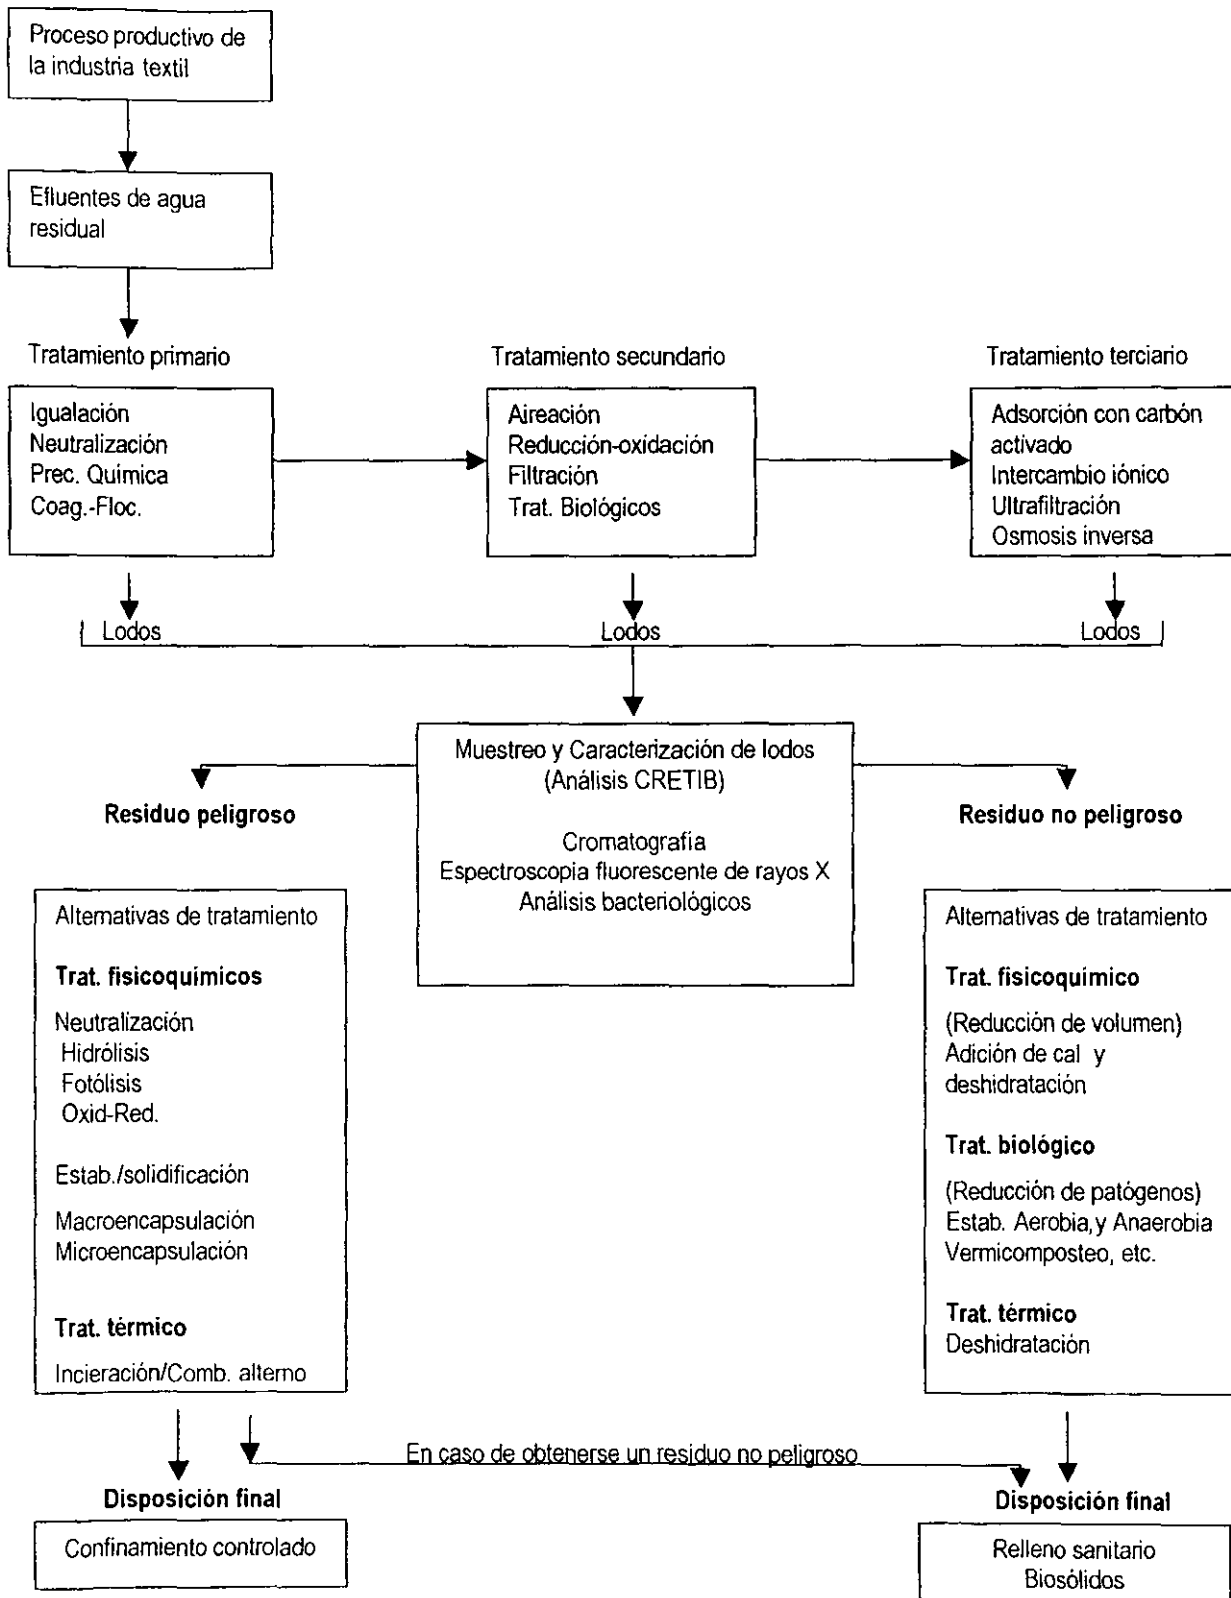 Proceso productivo de
la industria textil
Efluentes de agua
residual
Tratamiento primario
Igualación
Neutralización
Prec. Química
Coag.-Floc.
Tratamiento secundario
Aireación
Reducción-oxidación
Filtración
Trat. Biológicos
Tratamiento terciario
Adsorción con carbón
activado
Intercambio iónico
Ultrafiltración
Osmosis inversa
Lodos
Lodos
Lodos
Muestreo y Caracterización de lodos
(Análisis CRETIB)
Cromatografía
Espectroscopia fluorescente de rayos X
Análisis bacteriológicos
Residuo peligroso
Alternativas de tratamiento
Trat. fisicoquímicos
Neutralización
Hidrólisis
Fotólisis
Oxid-Red.
Estab./solidificación
Macroencapsulación
Microencapsulación
Trat. térmico
Incieración/Comb. alterno
Residuo no peligroso
Alternativas de tratamiento
Trat. fisicoquímico
(Reducción de volumen)
Adición de cal y
deshidratación
Trat. biológico
(Reducción de patógenos)
Estab. Aerobia,y Anaerobia
Vermicomposteo, etc.
Trat. térmico
Deshidratación
En caso de obtenerse un residuo no peligroso
Disposición final
Confinamiento controlado
Disposición final
Relleno sanitario
Biosólidos